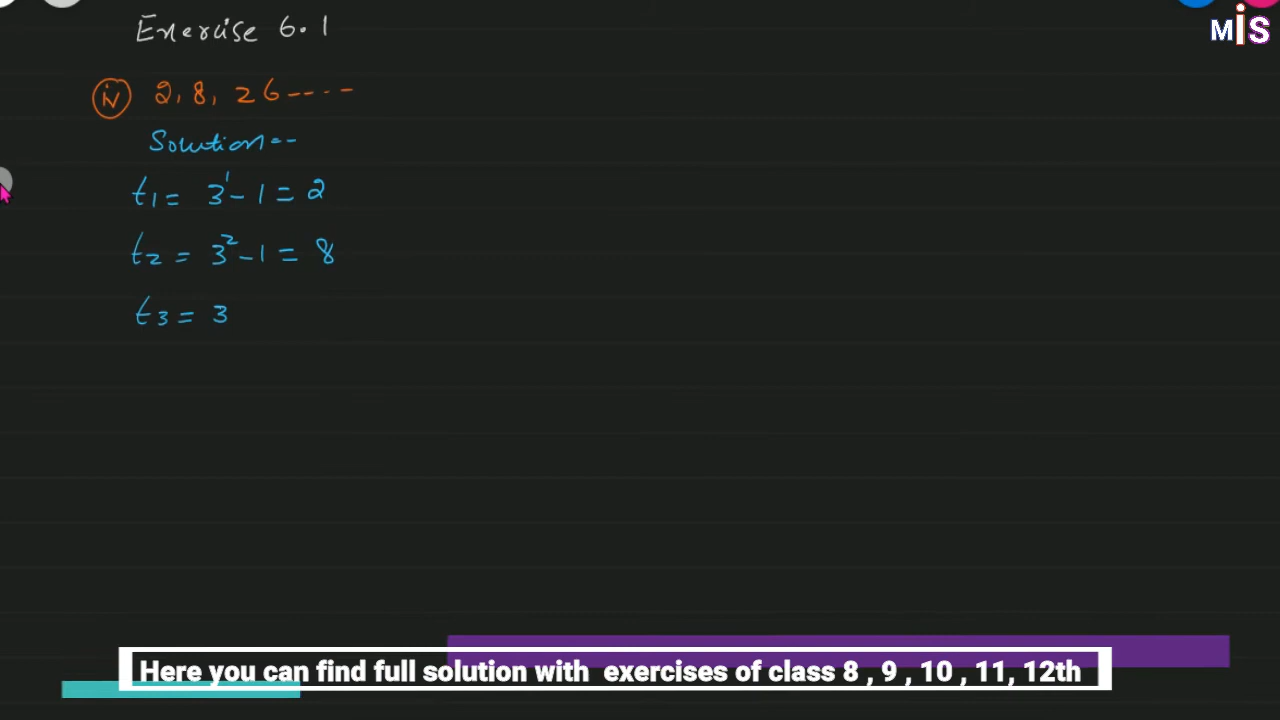 MiS
Exercise 6.1
iv 2, 8, 26-----
Solution:-
t1 = 3^1 - 1 = 2
t2 = 3^2 - 1 = 8
t3 = 3
Here you can find full solution with exercises of class 8 , 9 , 10 , 11, 12th